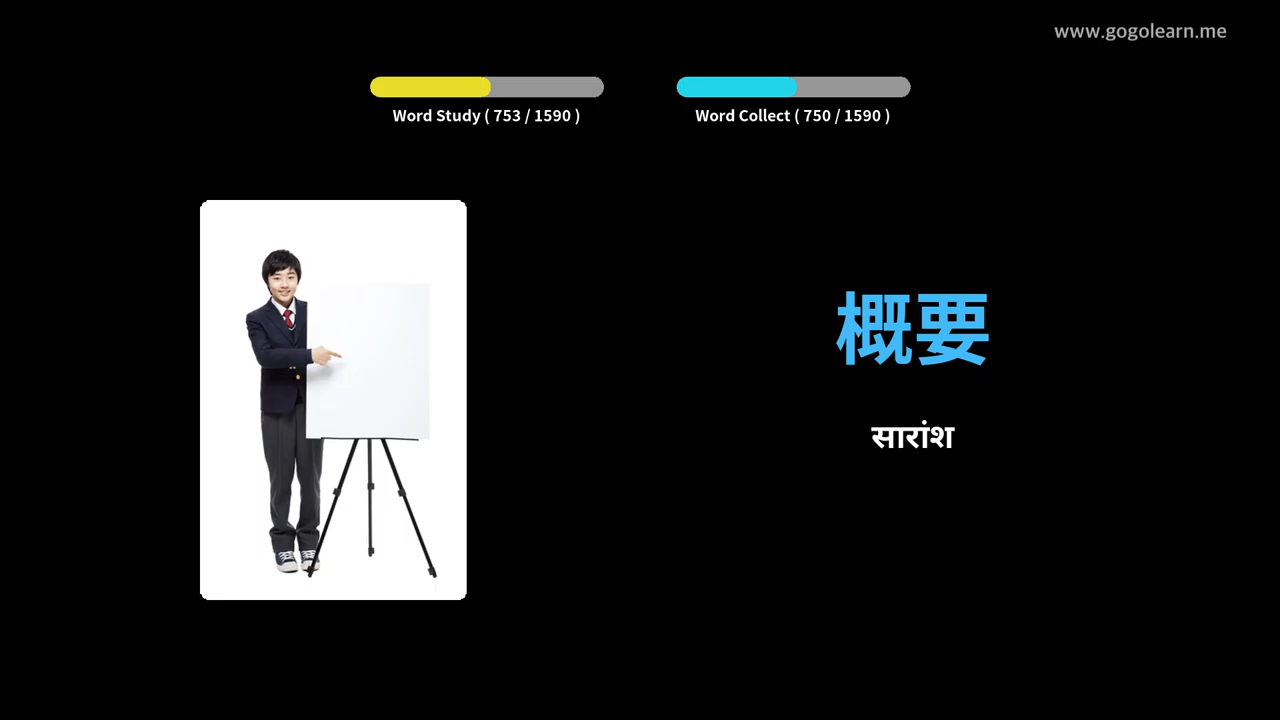 www.gogolearn.me
Word Study ( 753 / 1590 )
Word Collect ( 750 / 1590 )
概要
सारांश